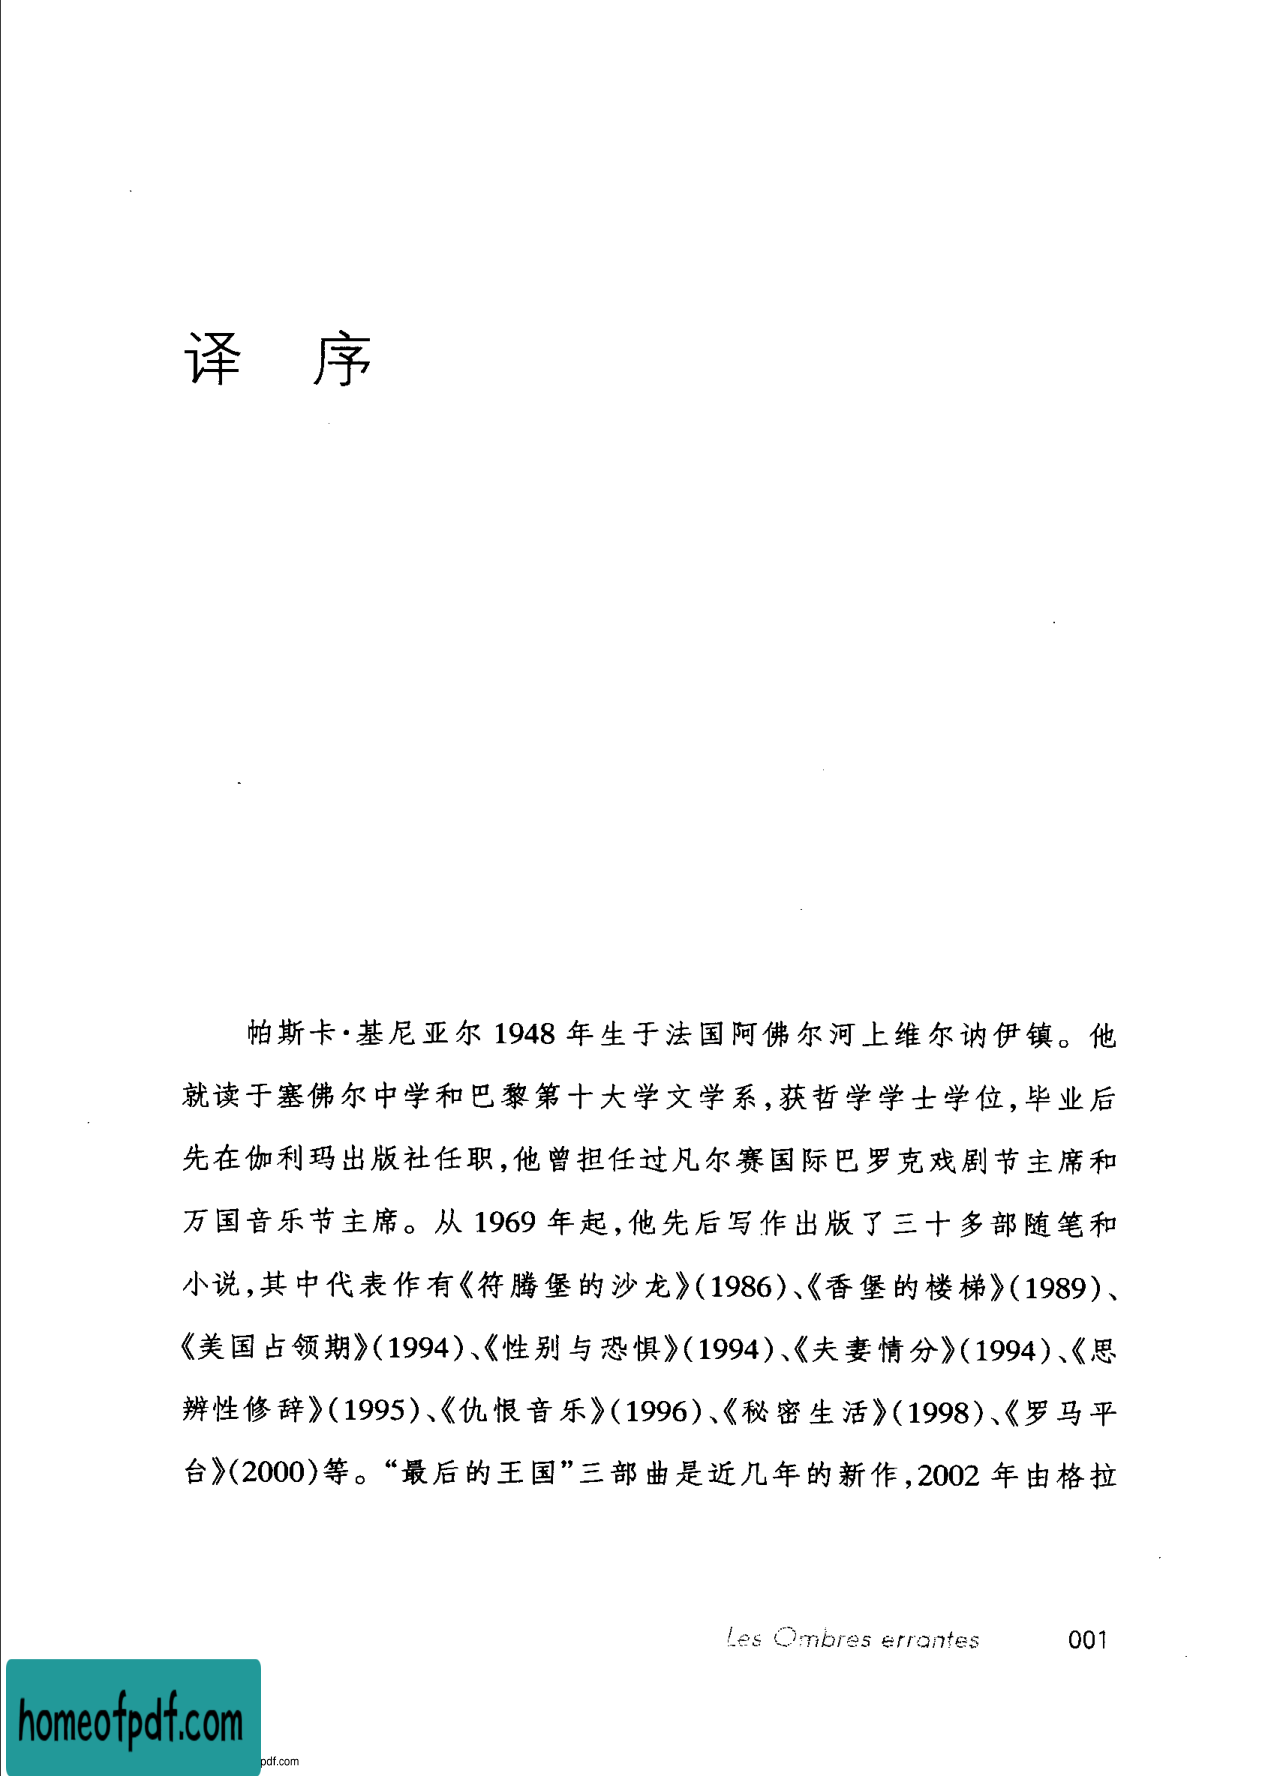 译 序
帕斯卡·基尼亚尔 1948 年生于法国阿佛尔河上维尔讷伊镇。他
就读于塞佛尔中学和巴黎第十大学文学系,获哲学学士学位,毕业后
先在伽利玛出版社任职,他曾担任过凡尔赛国际巴罗克戏剧节主席和
万国音乐节主席。从 1969 年起,他先后写作出版了三十多部随笔和
小说,其中代表作有《符腾堡的沙龙》(1986)、《香堡的楼梯》(1989)、
《美国占领期》(1994)、《性别与恐惧》(1994)、《夫妻情分》(1994)、《思
辨性修辞》(1995)、《仇恨音乐》(1996)、《秘密生活》(1998)、《罗马平
台》(2000)等。“最后的王国”三部曲是近几年的新作,2002 年由格拉
Les Ombres errantes 001
homeofpdf.com
pdf.com